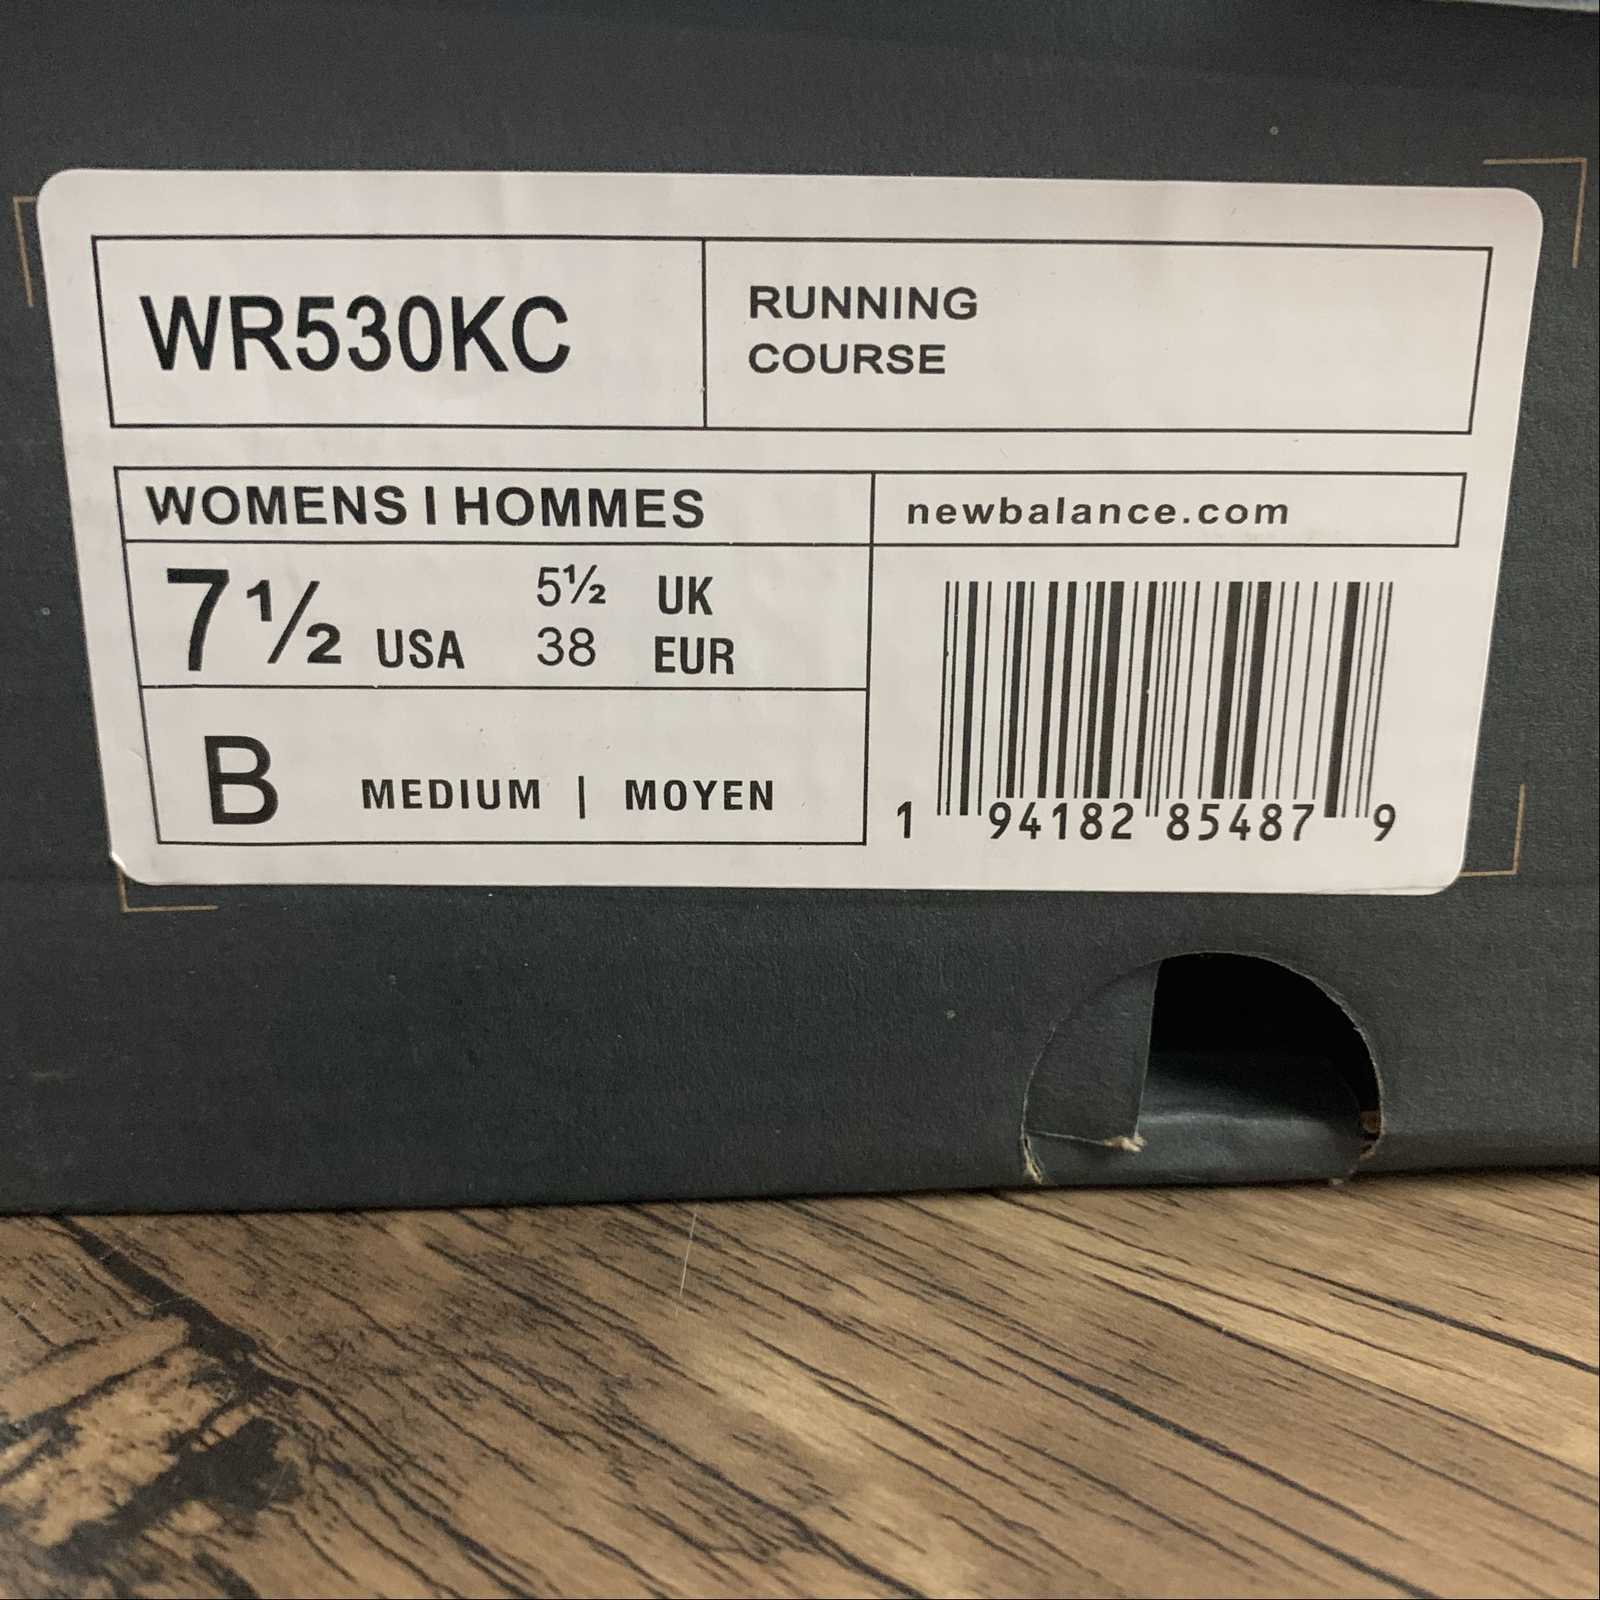 WR530KC
RUNNING
COURSE
WOMENS I HOMMES
newbalance.com
7½ USA
5½ UK
38 EUR
B MEDIUM | MOYEN
1 94182 85487 9